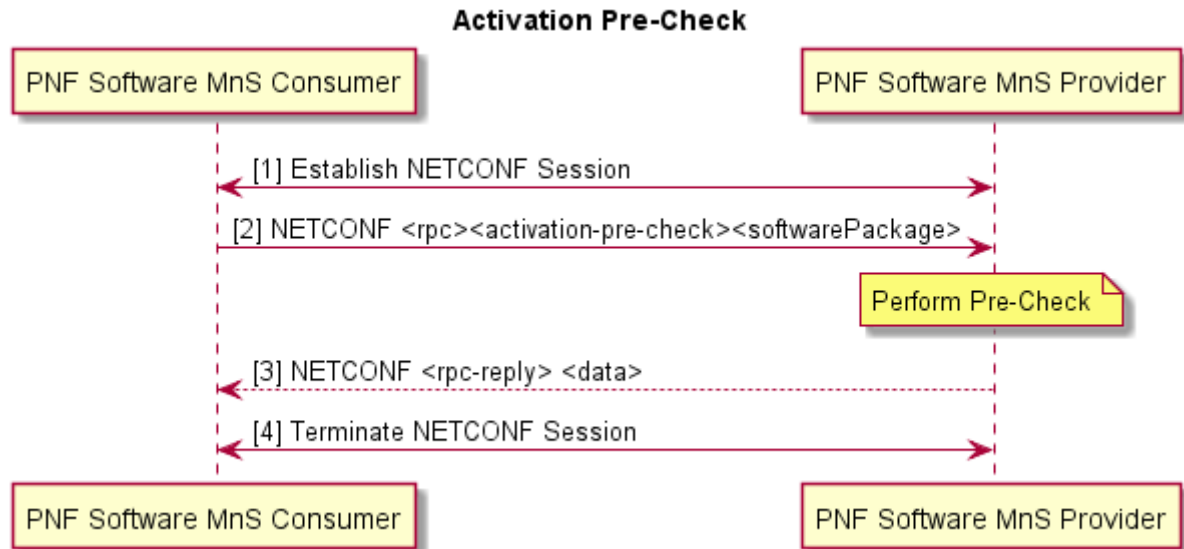 Activation Pre-Check
PNF Software MnS Consumer
PNF Software MnS Provider
[1] Establish NETCONF Session
[2] NETCONF <rpc><activation-pre-check><softwarePackage>
Perform Pre-Check
[3] NETCONF <rpc-reply> <data>
[4] Terminate NETCONF Session
PNF Software MnS Consumer
PNF Software MnS Provider